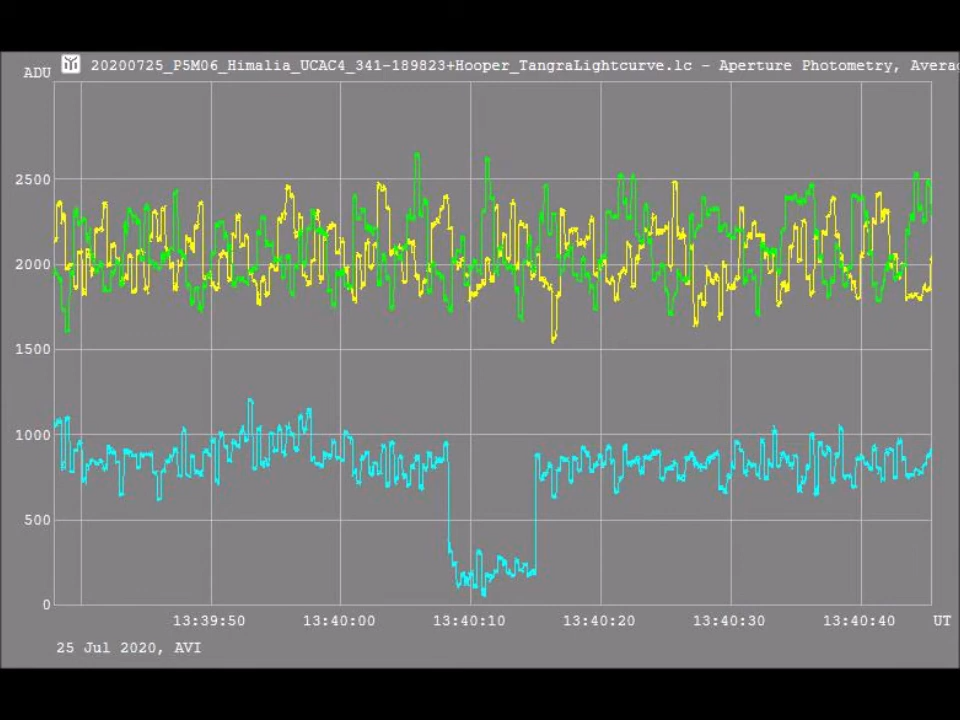 20200725_P5M06_Himalia_UCAC4_341-189823+Hooper_TangraLightcurve.lc - Aperture Photometry,
ADU
2500
2000
1500
1000
500
0
13:39:50 13:40:00 13:40:10 13:40:20 13:40:30 13:40:40 UT
25 Jul 2020, AVI